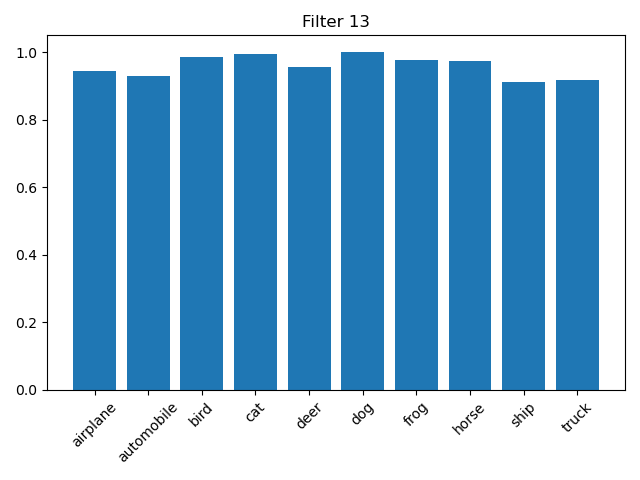 Filter 13
1.0
0.8
0.6
0.4
0.2
0.0
airplane
automobile
bird
cat
deer
dog
frog
horse
ship
truck